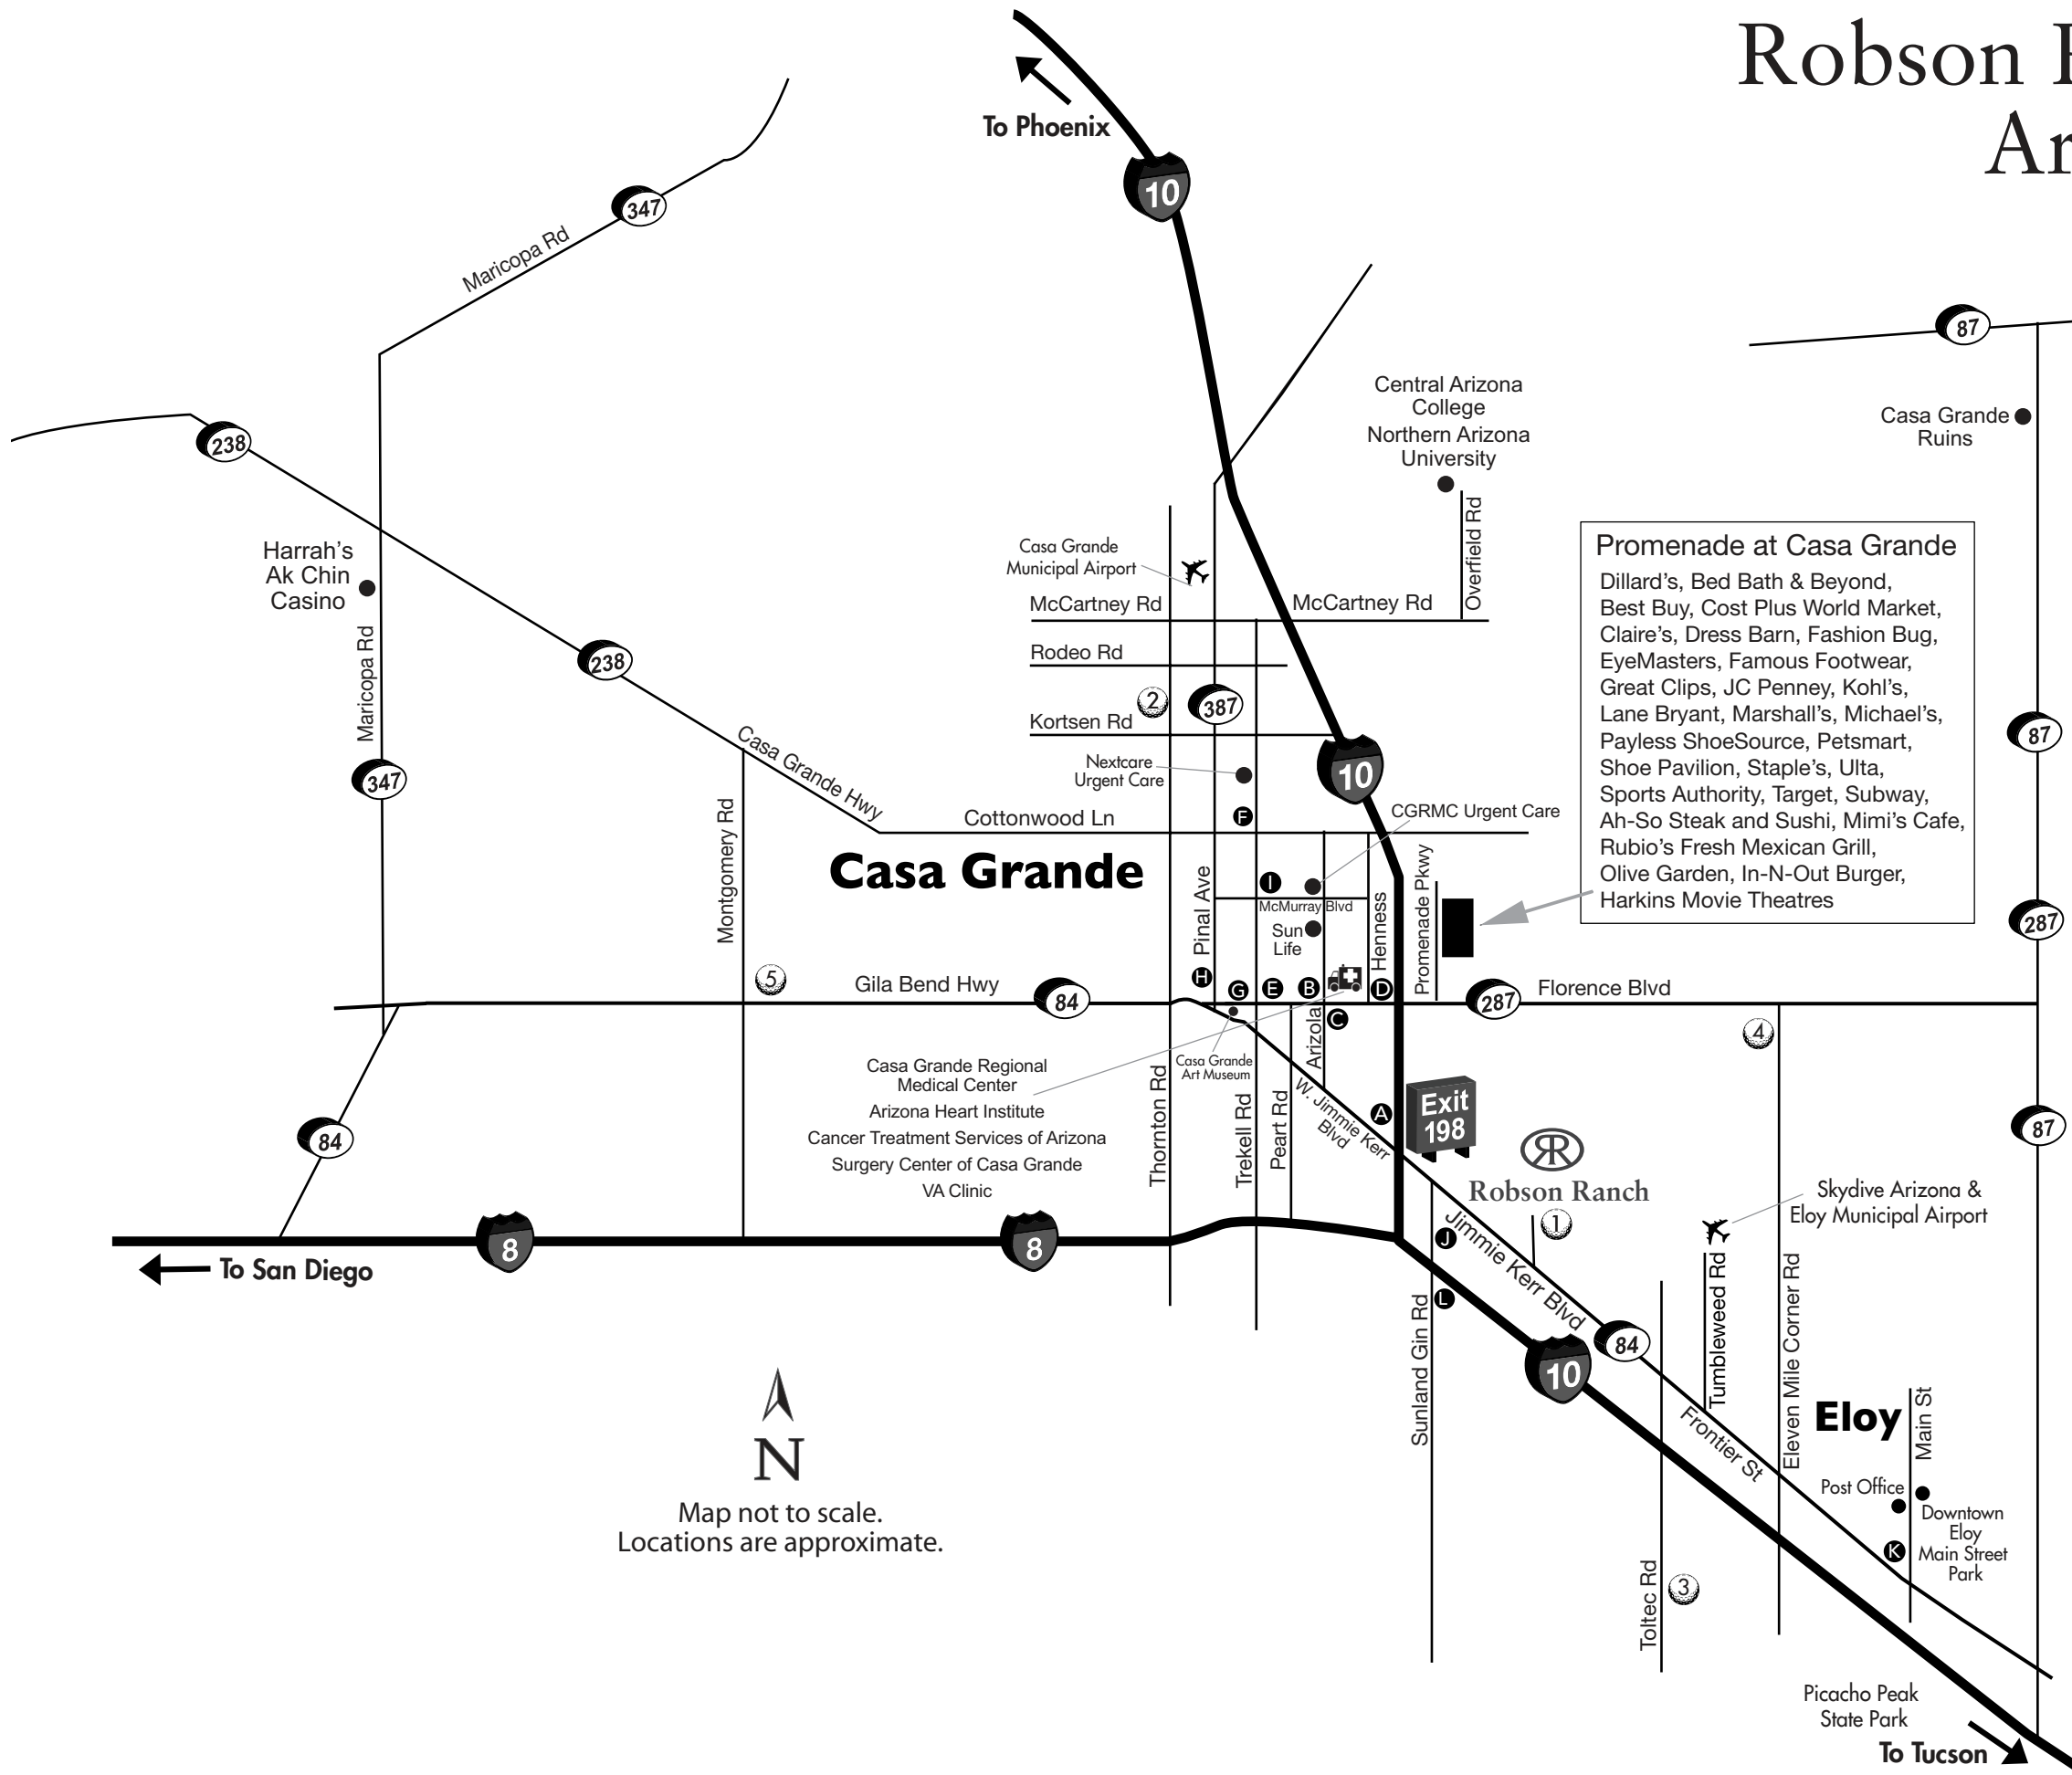 Robson
Ar
To Phoenix
10
347
Maricopa Rd
87
Central Arizona
College
Northern Arizona
University
Casa Grande
Ruins
238
Harrah's
Ak Chin
Casino
Maricopa Rd
Casa Grande
Municipal Airport
Overfield Rd
McCartney Rd
McCartney Rd
Rodeo Rd
238
2
387
Kortsen Rd
Promenade at Casa Grande
Dillard's, Bed Bath & Beyond,
Best Buy, Cost Plus World Market,
Claire's, Dress Barn, Fashion Bug,
EyeMasters, Famous Footwear,
Great Clips, JC Penney, Kohl's,
Lane Bryant, Marshall's, Michael's,
Payless ShoeSource, Petsmart,
Shoe Pavilion, Staple's, Ulta,
Sports Authority, Target, Subway,
Ah-So Steak and Sushi, Mimi's Cafe,
Rubio's Fresh Mexican Grill,
Olive Garden, In-N-Out Burger,
Harkins Movie Theatres
87
347
Casa Grande Hwy
Nextcare
Urgent Care
10
Montgomery Rd
Cottonwood Ln
F
CGRMC Urgent Care
Casa Grande
Pinal Ave
I
McMurray Blvd
Sun
Life
Henness
Promenade Pkwy
287
5
Gila Bend Hwy
84
H
G
E
B
D
287
Florence Blvd
C
Arizola
4
Casa Grande Regional
Medical Center
Arizona Heart Institute
Cancer Treatment Services of Arizona
Surgery Center of Casa Grande
VA Clinic
Casa Grande
Art Museum
Thornton Rd
Trekell Rd
Peart Rd
W. Jimmie Kerr
Blvd
A
Exit
198
87
84
RR
Robson Ranch
1
Skydive Arizona &
Eloy Municipal Airport
8
8
To San Diego
J
Jimmie Kerr Blvd
L
Sunland Gin Rd
84
10
Tumbleweed Rd
Eleven Mile Corner Rd
Frontier St
Eloy
Main St
Post Office
Downtown
Eloy
Main Street
Park
K
N
Map not to scale.
Locations are approximate.
Toltec Rd
3
Picacho Peak
State Park
To Tucson